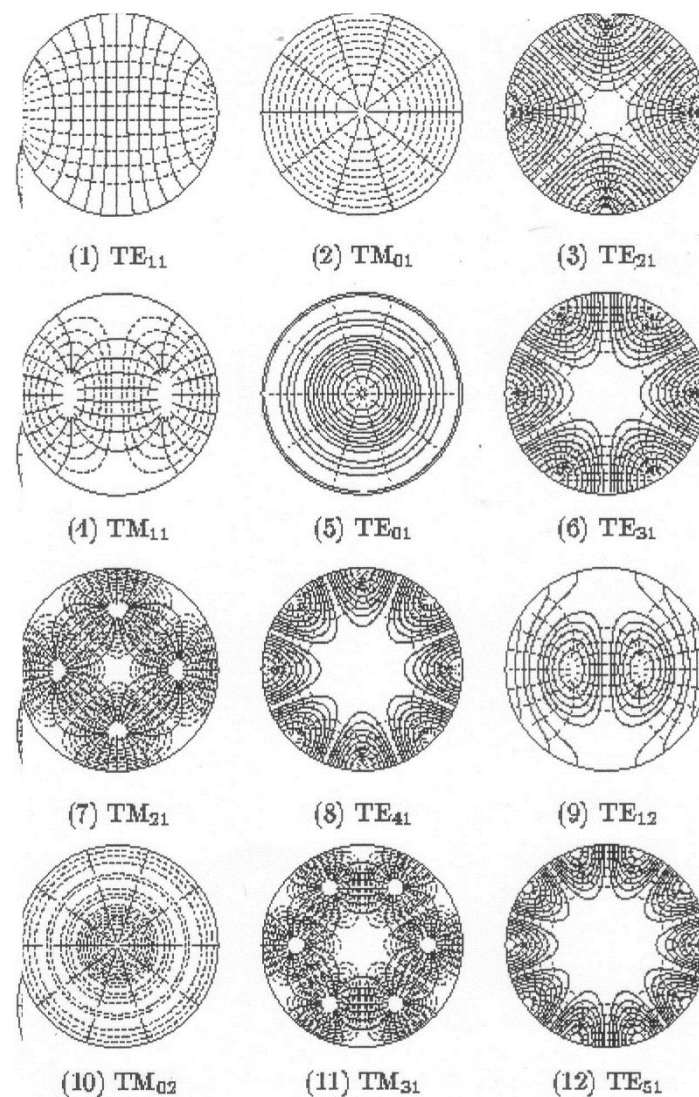 (1) TE₁₁ (2) TM₀₁ (3) TE₂₁
(4) TM₁₁ (5) TE₀₁ (6) TE₃₁
(7) TM₂₁ (8) TE₄₁ (9) TE₁₂
(10) TM₀₂ (11) TM₃₁ (12) TE₅₁